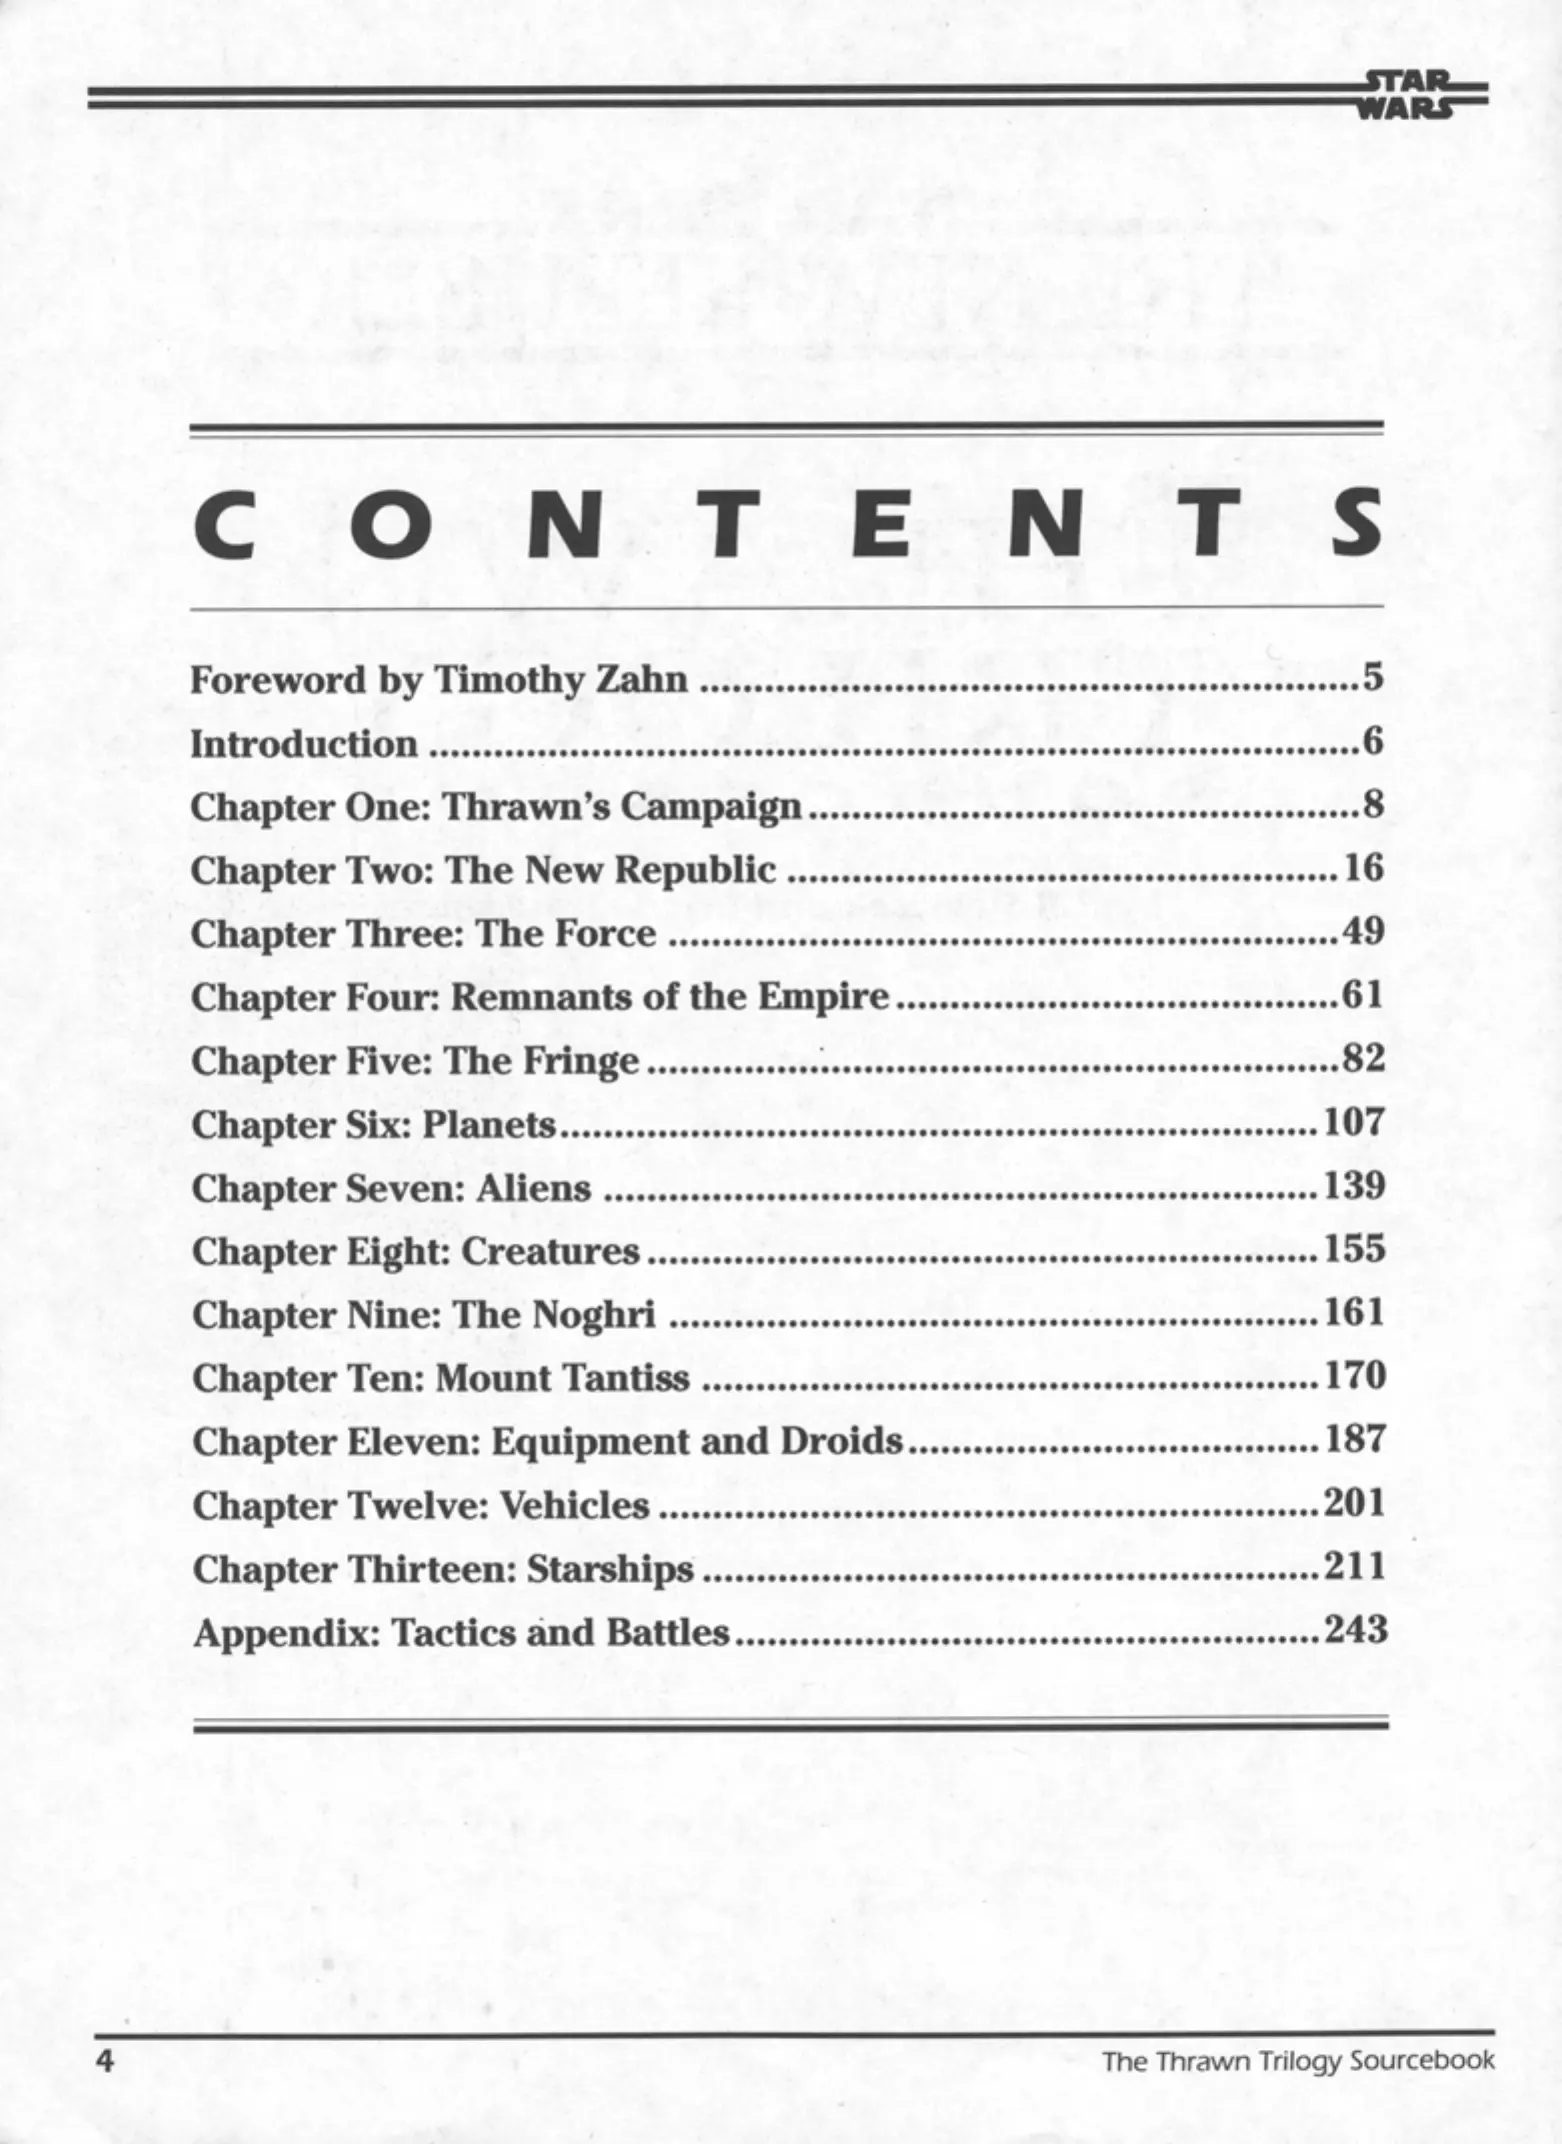 STAR
WARS
CONTENTS
Foreword by Timothy Zahn ............................................................. 5
Introduction ...................................................................................... 6
Chapter One: Thrawn's Campaign ................................................... 8
Chapter Two: The New Republic ................................................... 16
Chapter Three: The Force .............................................................. 49
Chapter Four: Remnants of the Empire ......................................... 61
Chapter Five: The Fringe ................................................................ 82
Chapter Six: Planets ...................................................................... 107
Chapter Seven: Aliens .................................................................. 139
Chapter Eight: Creatures .............................................................. 155
Chapter Nine: The Noghri ............................................................ 161
Chapter Ten: Mount Tantiss ......................................................... 170
Chapter Eleven: Equipment and Droids ...................................... 187
Chapter Twelve: Vehicles ............................................................. 201
Chapter Thirteen: Starships ......................................................... 211
Appendix: Tactics and Battles ...................................................... 243
4
The Thrawn Trilogy Sourcebook